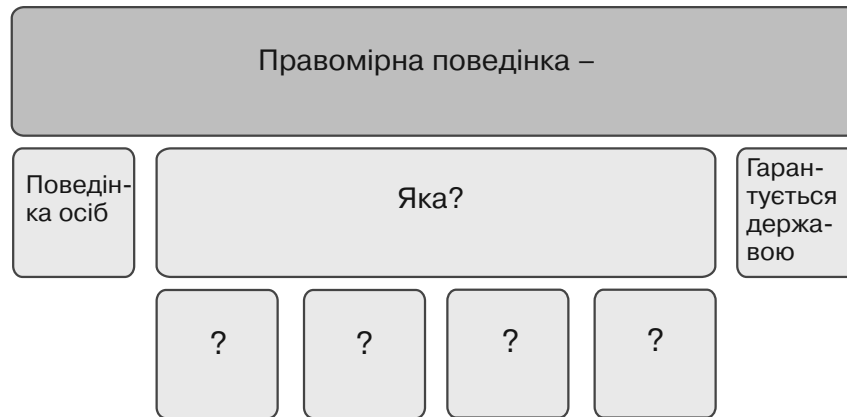 Правомірна поведінка –
Поведін-
ка осіб
Яка?
Гаран-
тується
держа-
вою
?
?
?
?